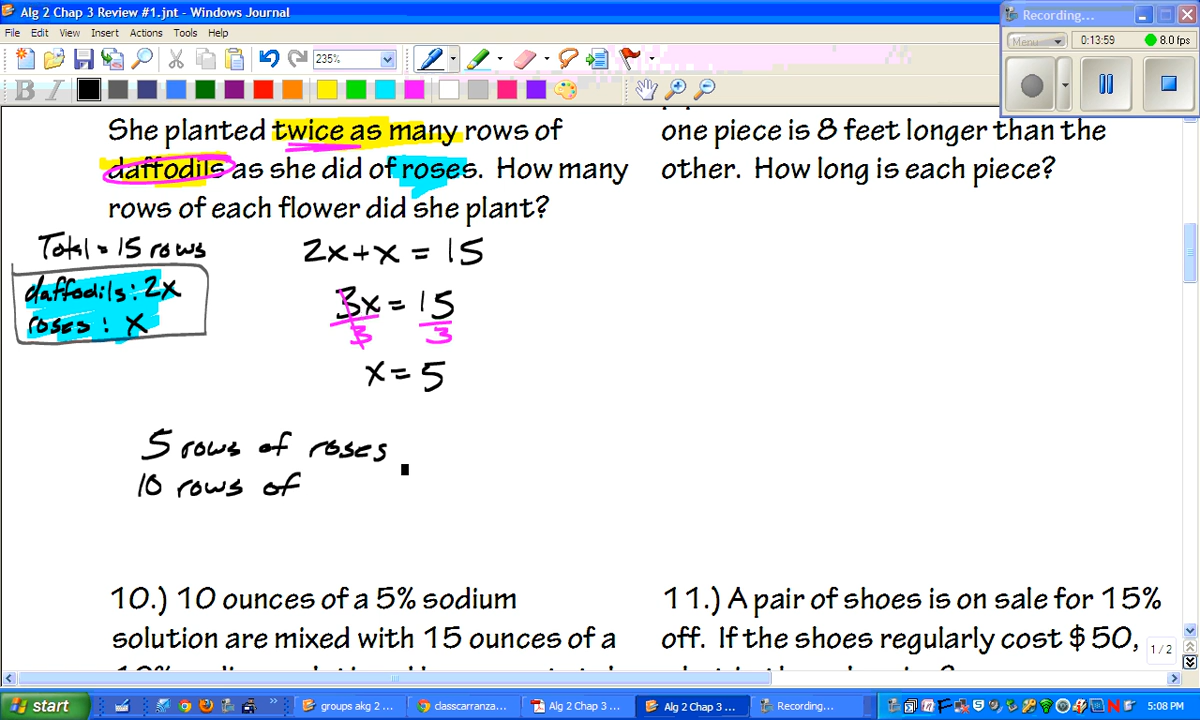 Alg 2 Chap 3 Review #1.jnt - Windows Journal
File Edit View Insert Actions Tools Help
235%
B I
Recording...
Menu 0:13:59 8.0 fps
She planted twice as many rows of
daffodils as she did of roses. How many
rows of each flower did she plant?
one piece is 8 feet longer than the
other. How long is each piece?
Total = 15 rows
daffodils: 2x
roses: x
2x+x = 15
3x = 15
3 3
x = 5
5 rows of roses
10 rows of
10.) 10 ounces of a 5% sodium
solution are mixed with 15 ounces of a
11.) A pair of shoes is on sale for 15%
off. If the shoes regularly cost $50,
1 / 2
start groups akg 2 ... classcarranza... Alg 2 Chap 3 ... Alg 2 Chap 3 ... Recording... 5:08 PM